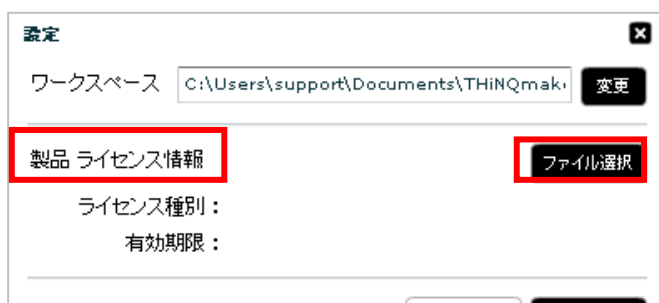 設定
ワークスペース C:\Users\support\Documents\THiNQmak 変更
製品 ライセンス情報 ファイル選択
ライセンス種別：
有効期限：